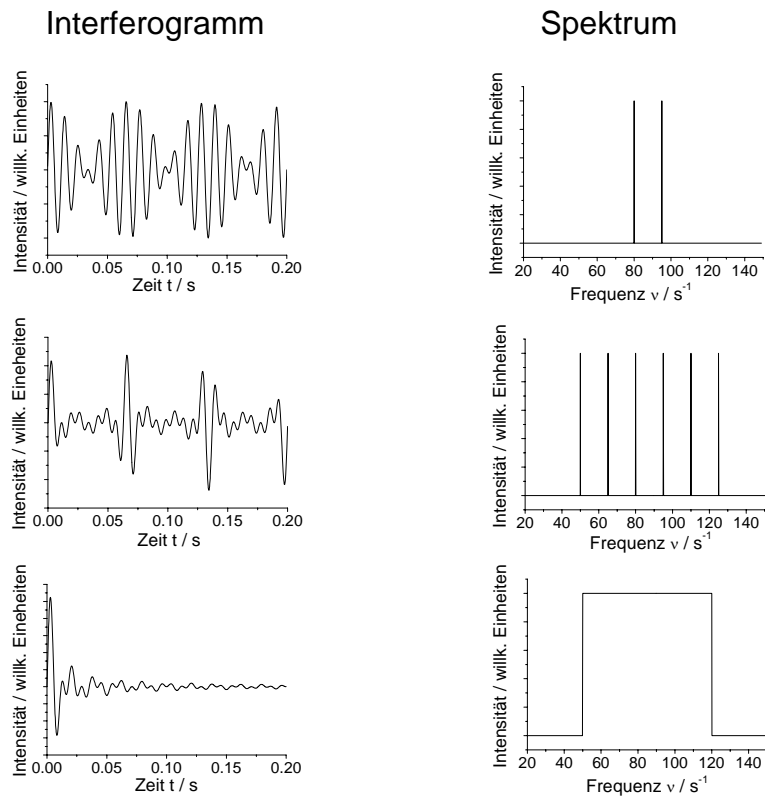 Interferogramm
Spektrum
Intensität / willk. Einheiten
0.00 0.05 0.10 0.15 0.20
Zeit t / s
Intensität / willk. Einheiten
20 40 60 80 100 120 140
Frequenz ν / s⁻¹
Intensität / willk. Eineheiten
0.00 0.05 0.10 0.15 0.20
Zeit t / s
Intensität / willk. Einheiten
20 40 60 80 100 120 140
Frequenz ν / s⁻¹
Intensität / willk. Eineheiten
0.00 0.05 0.10 0.15 0.20
Zeit t / s
Intensität / willk. Einheiten
20 40 60 80 100 120 140
Frequenz ν / s⁻¹